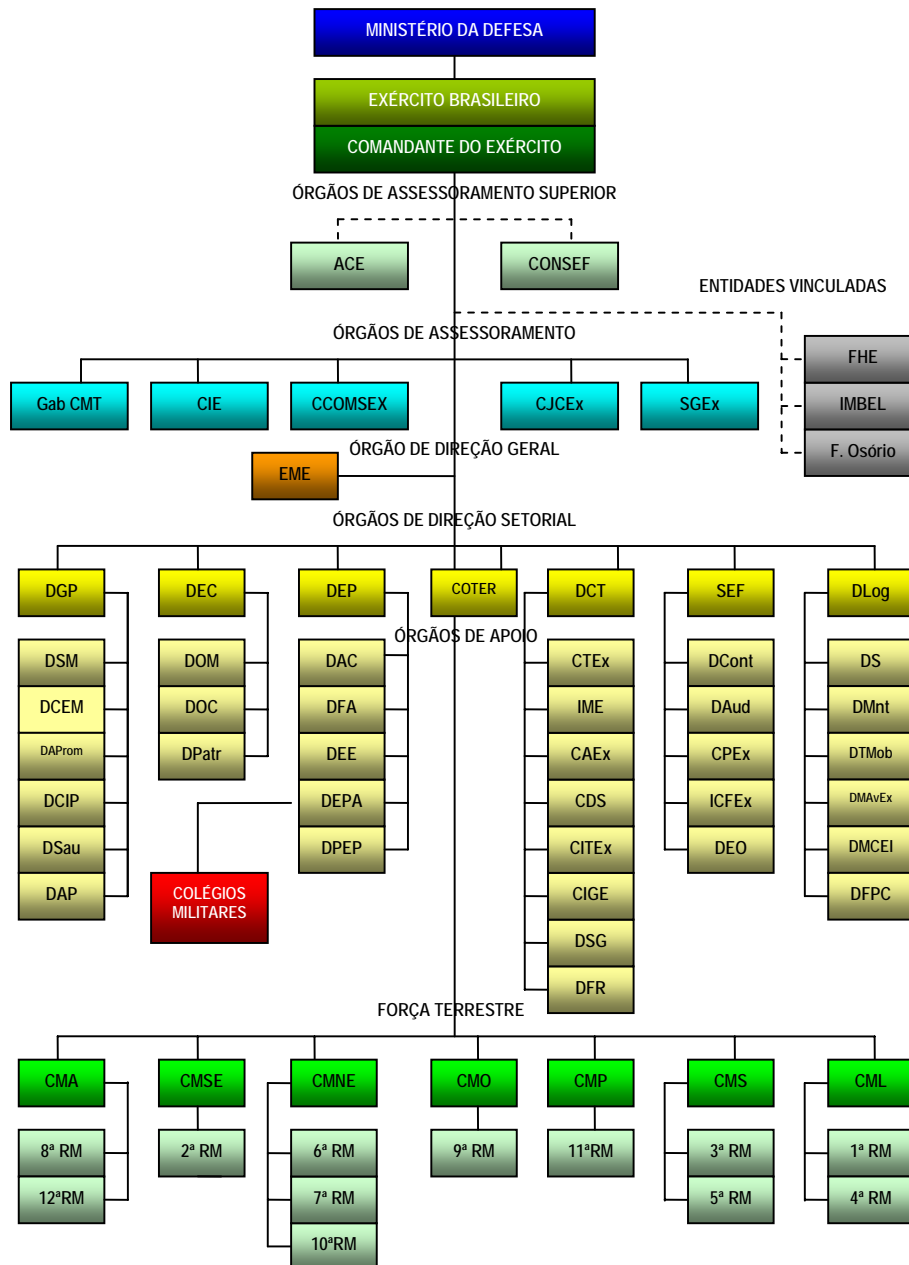 MINISTÉRIO DA DEFESA
EXÉRCITO BRASILEIRO
COMANDANTE DO EXÉRCITO
ÓRGÃOS DE ASSESSORAMENTO SUPERIOR
ACE
CONSEF
ENTIDADES VINCULADAS
FHE
IMBEL
F. Osório
ÓRGÃOS DE ASSESSORAMENTO
Gab CMT
CIE
CCOMSEX
CJCEx
SGEx
ÓRGÃO DE DIREÇÃO GERAL
EME
ÓRGÃOS DE DIREÇÃO SETORIAL
DGP
DEC
DEP
COTER
DCT
SEF
DLog
ÓRGÃOS DE APOIO
DSM
DCEM
DAProm
DCIP
DSau
DAP
DOM
DOC
DPatr
DAC
DFA
DEE
DEPA
DPEP
COLÉGIOS
MILITARES
CTEx
IME
CAEx
CDS
CITEx
CIGE
DSG
DFR
DCont
DAud
CPEx
ICFEx
DEO
DS
DMnt
DTMob
DMAvEx
DMCEI
DFPC
FORÇA TERRESTRE
CMA
CMSE
CMNE
CMO
CMP
CMS
CML
8ª RM
12ªRM
2ª RM
6ª RM
7ª RM
10ªRM
9ª RM
11ªRM
3ª RM
5ª RM
1ª RM
4ª RM